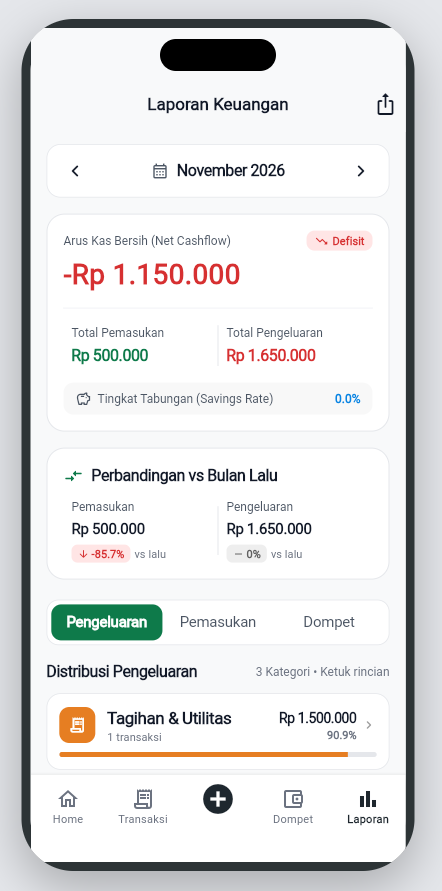 Laporan Keuangan
November 2026
Arus Kas Bersih (Net Cashflow)
Defisit
-Rp 1.150.000
Total Pemasukan
Total Pengeluaran
Rp 500.000
Rp 1.650.000
Tingkat Tabungan (Savings Rate)
0.0%
Perbandingan vs Bulan Lalu
Pemasukan
Pengeluaran
Rp 500.000
Rp 1.650.000
↓ -85.7% vs lalu
— 0% vs lalu
Pengeluaran
Pemasukan
Dompet
Distribusi Pengeluaran
3 Kategori • Ketuk rincian
Tagihan & Utilitas
Rp 1.500.000
1 transaksi
90.9%
Home
Transaksi
Dompet
Laporan